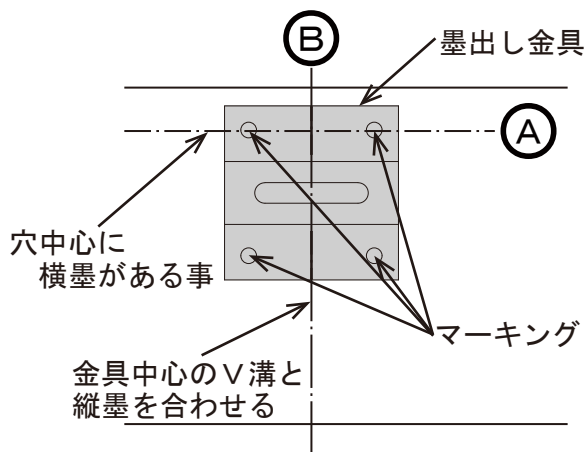 B
墨出し金具
A
穴中心に
横墨がある事
マーキング
金具中心のV溝と
縦墨を合わせる